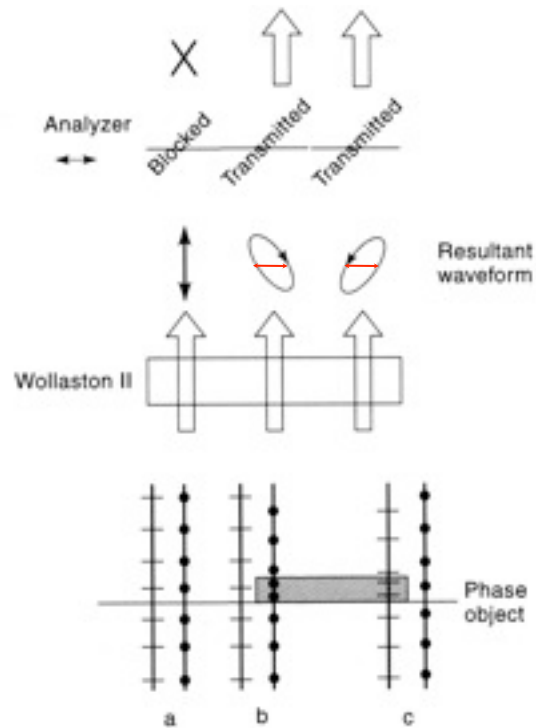 X
Analyzer
Blocked
Transmitted
Transmitted
Resultant
waveform
Wollaston II
Phase
object
a b c